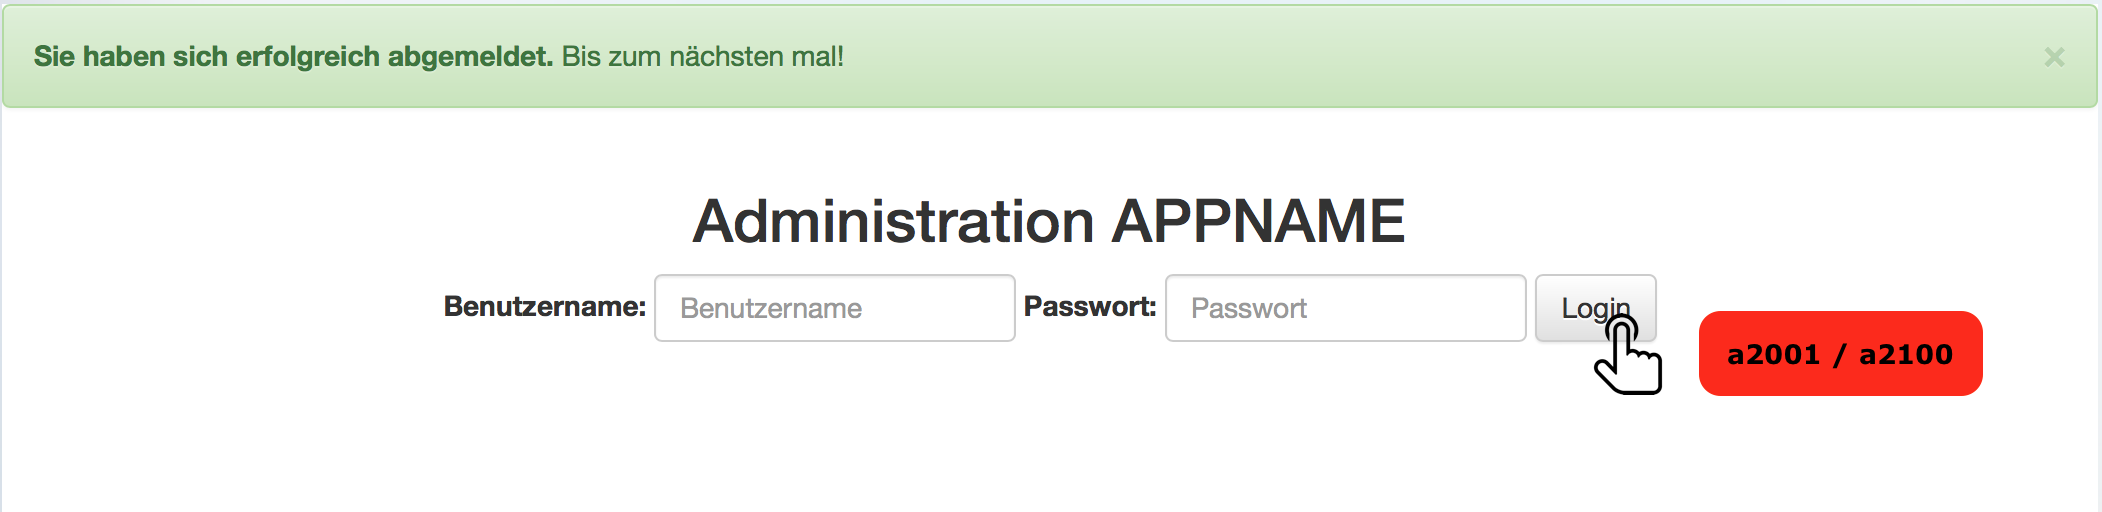 Sie haben sich erfolgreich abgemeldet. Bis zum nächsten mal! ×
Administration APPNAME
Benutzername: Benutzername Passwort: Passwort Login
a2001 / a2100